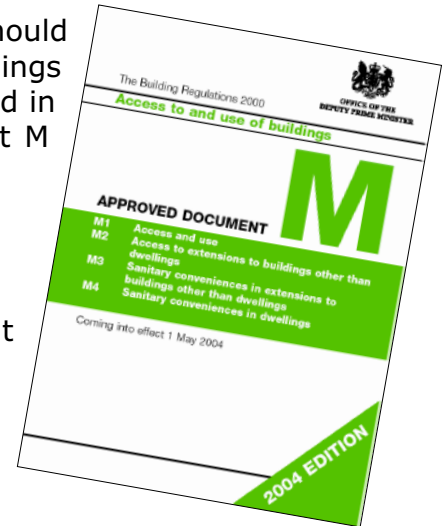 hould
ings
d in
t M
t
The Building Regulations 2000
OFFICE OF THE
DEPUTY PRIME MINISTER
Access to and use of buildings
M
APPROVED DOCUMENT
M1 Access and use
M2 Access to extensions to buildings other than
dwellings
M3 Sanitary conveniences in extensions to
buildings other than dwellings
M4 Sanitary conveniences in dwellings
Coming into effect 1 May 2004
2004 EDITION